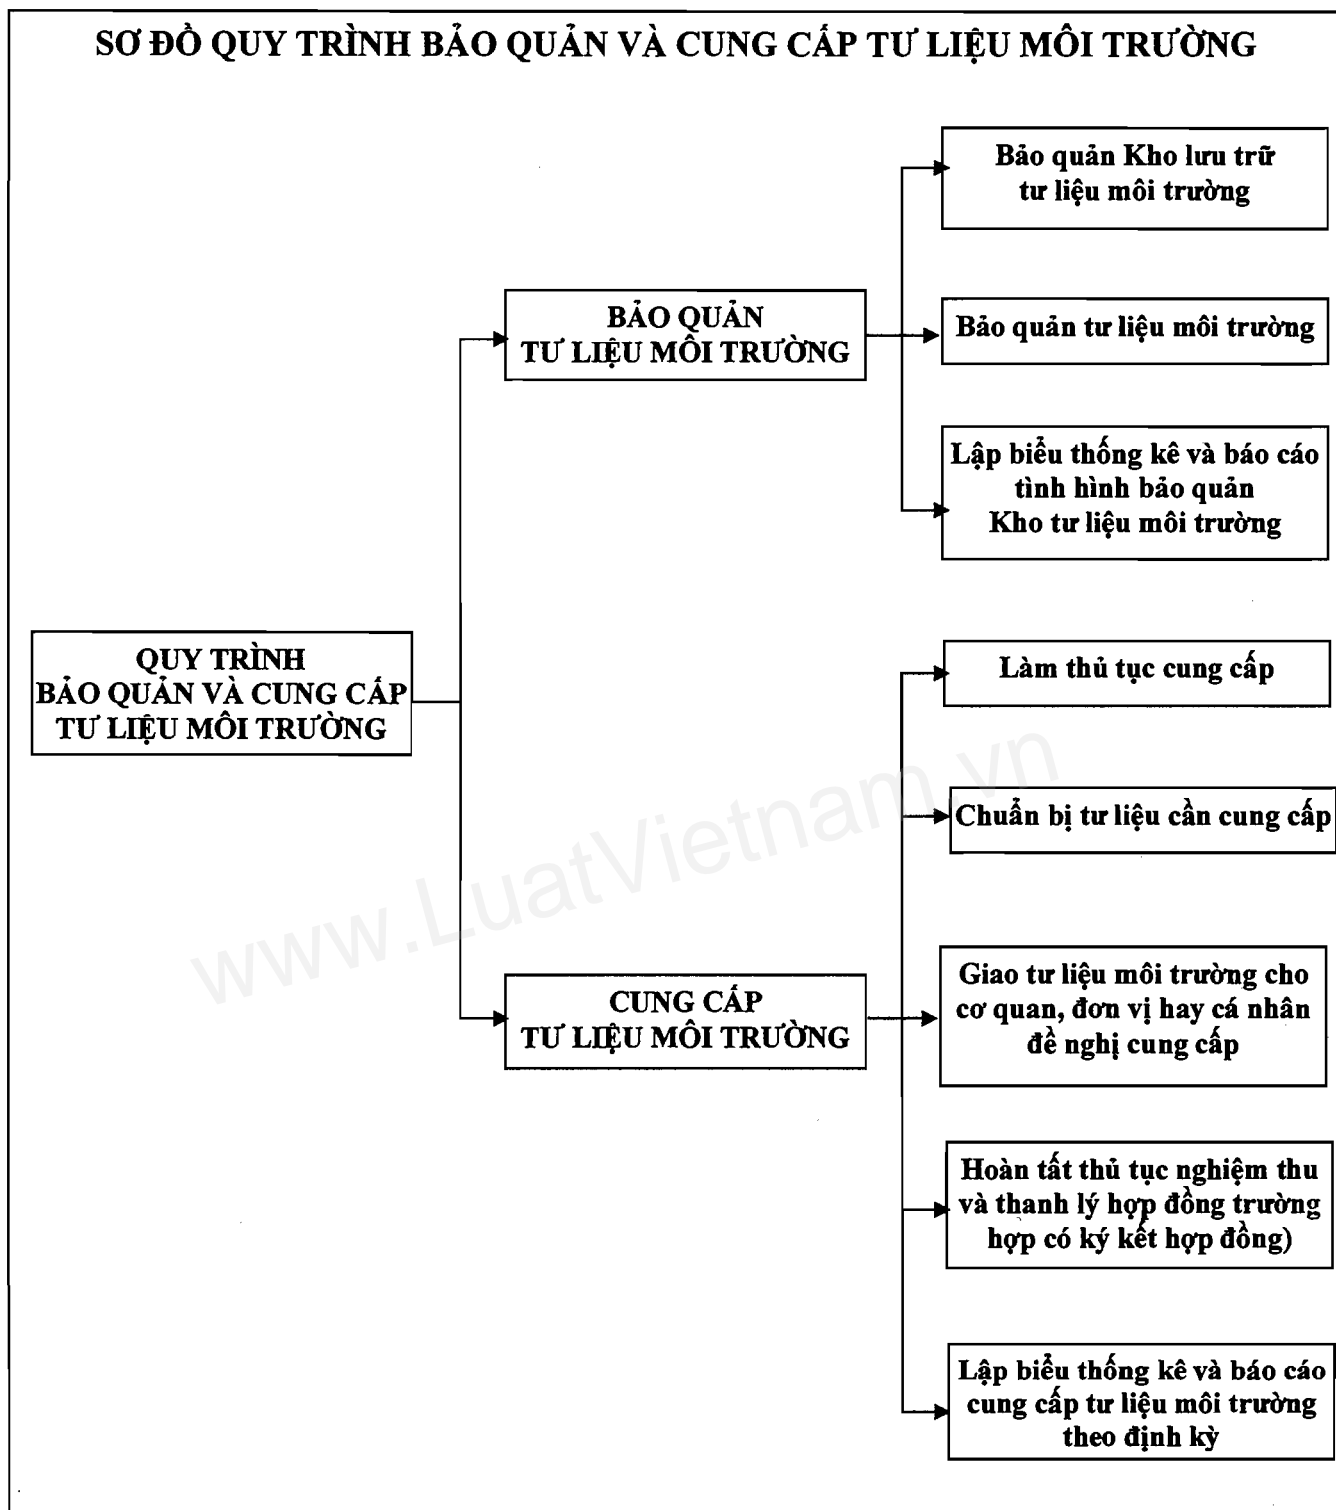 SƠ ĐỒ QUY TRÌNH BẢO QUẢN VÀ CUNG CẤP TƯ LIỆU MÔI TRƯỜNG
Bảo quản Kho lưu trữ
tư liệu môi trường
BẢO QUẢN
TƯ LIỆU MÔI TRƯỜNG
Bảo quản tư liệu môi trường
Lập biểu thống kê và báo cáo
tình hình bảo quản
Kho tư liệu môi trường
QUY TRÌNH
BẢO QUẢN VÀ CUNG CẤP
TƯ LIỆU MÔI TRƯỜNG
Làm thủ tục cung cấp
Chuẩn bị tư liệu cần cung cấp
CUNG CẤP
TƯ LIỆU MÔI TRƯỜNG
Giao tư liệu môi trường cho
cơ quan, đơn vị hay cá nhân
đề nghị cung cấp
Hoàn tất thủ tục nghiệm thu
và thanh lý hợp đồng trường
hợp có ký kết hợp đồng)
Lập biểu thống kê và báo cáo
cung cấp tư liệu môi trường
theo định kỳ
www.LuatVietnam.vn